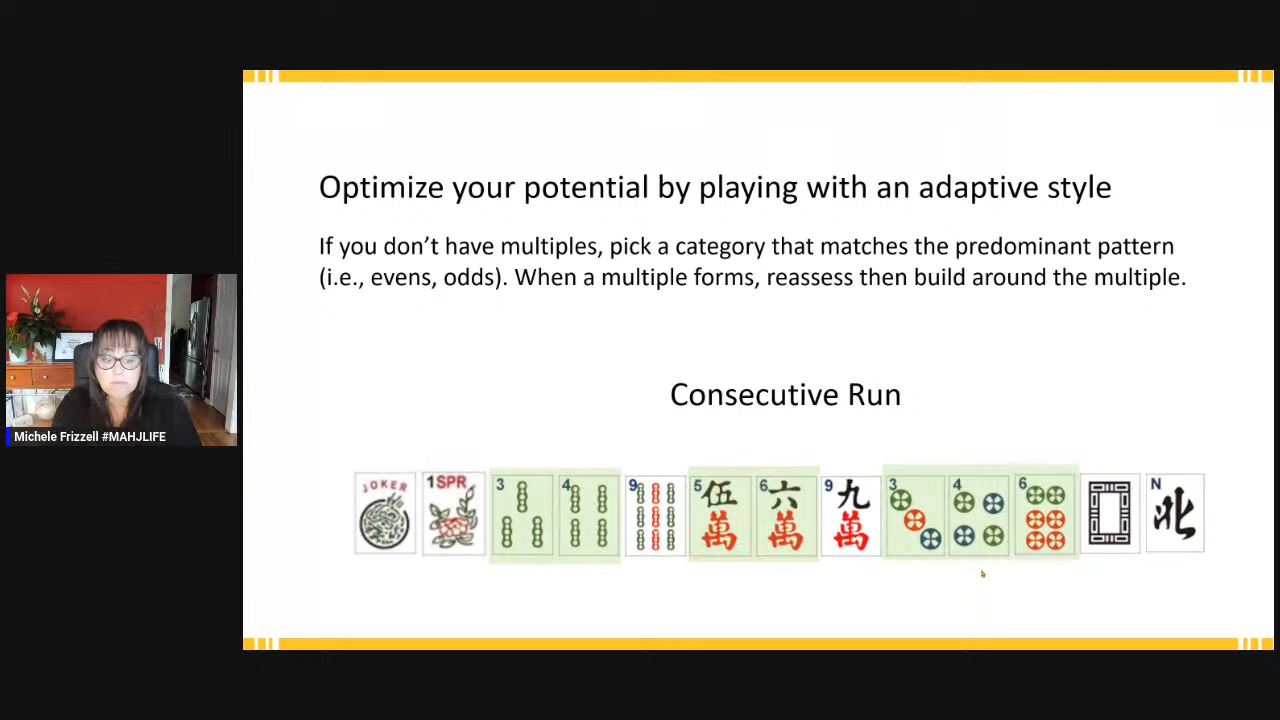 Optimize your potential by playing with an adaptive style
If you don’t have multiples, pick a category that matches the predominant pattern
(i.e., evens, odds). When a multiple forms, reassess then build around the multiple.
Consecutive Run
JOKER
1SPR
3
4
9
5 伍萬
6 六萬
9 九萬
3
4
6
N 北
Michele Frizzell #MAHJLIFE